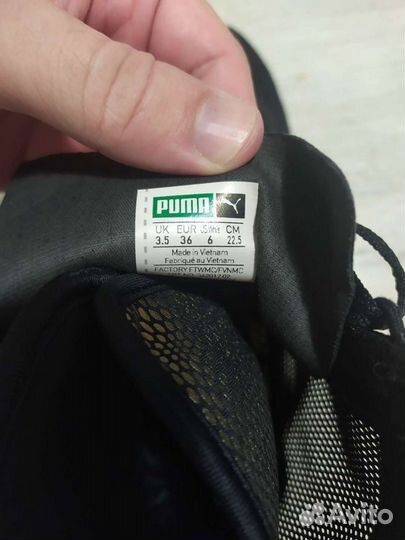 PUMA
UK EUR USWns CM
3.5 36 6 22.5
Made in Vietnam
Fabriqué au Vietnam
FACTORY FTWMC/FVNMC
Avito